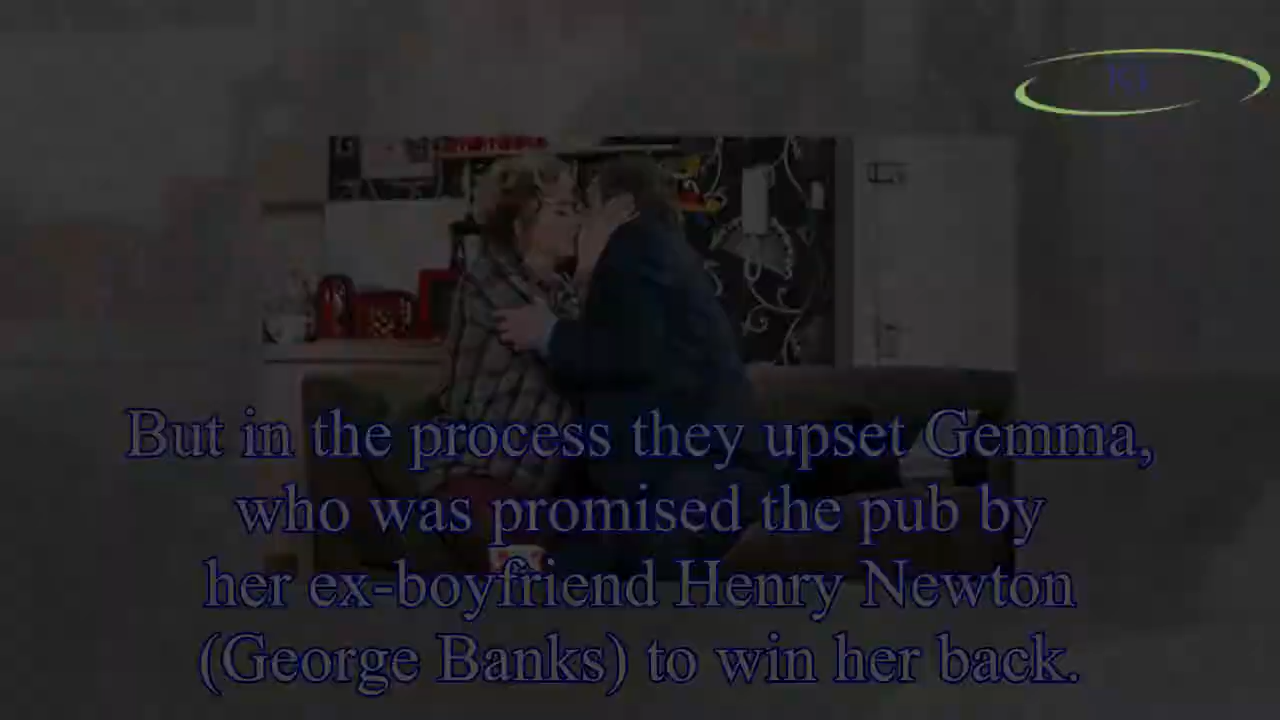 But in the process they upset Gemma,
who was promised the pub by
her ex-boyfriend Henry Newton
(George Banks) to win her back.